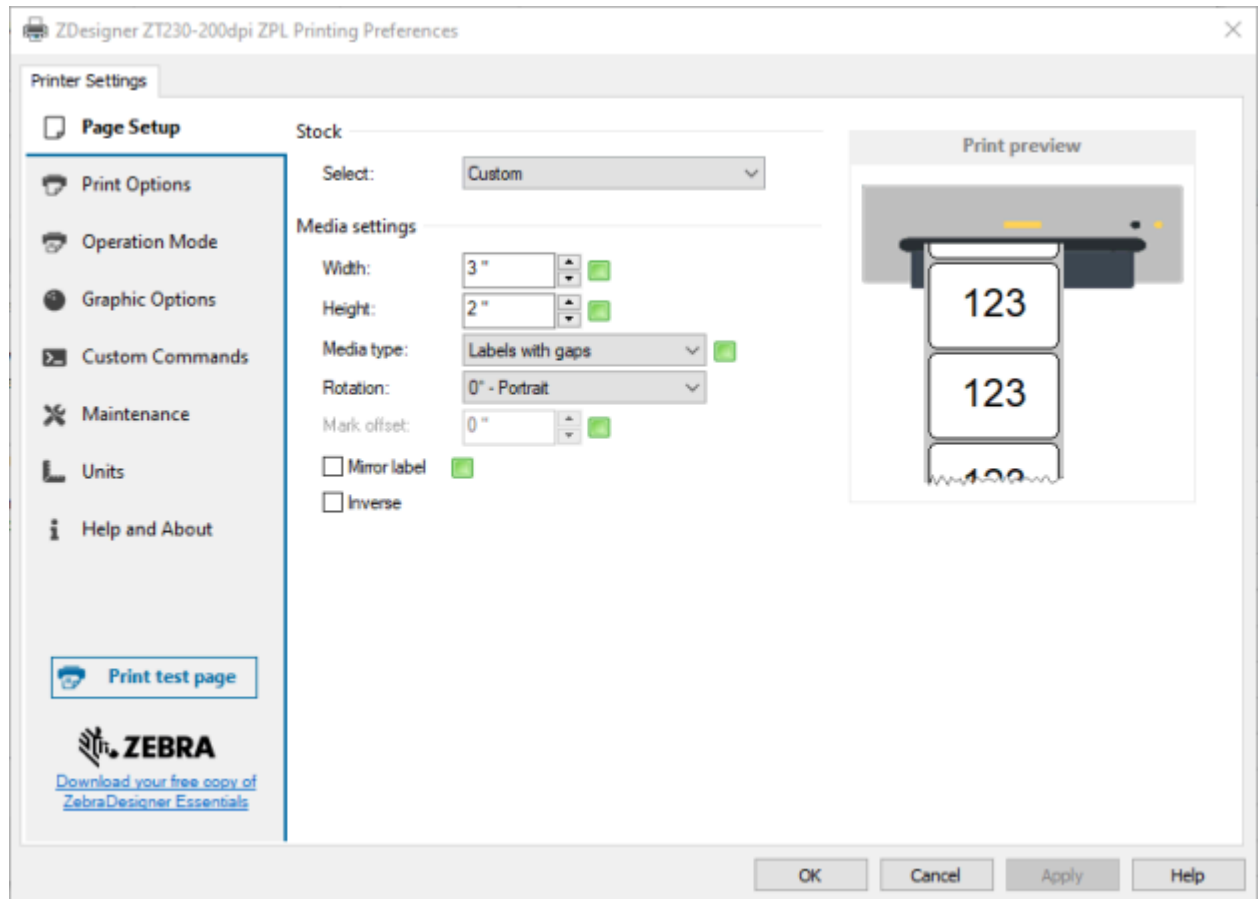 ZDesigner ZT230-200dpi ZPL Printing Preferences
Printer Settings
Page Setup
Print Options
Operation Mode
Graphic Options
Custom Commands
Maintenance
Units
Help and About
Print test page
ZEBRA
Download your free copy of
ZebraDesigner Essentials
Stock
Select: Custom
Media settings
Width: 3 "
Height: 2 "
Media type: Labels with gaps
Rotation: 0° - Portrait
Mark offset: 0 "
Mirror label
Inverse
Print preview
123
123
123
OK Cancel Apply Help